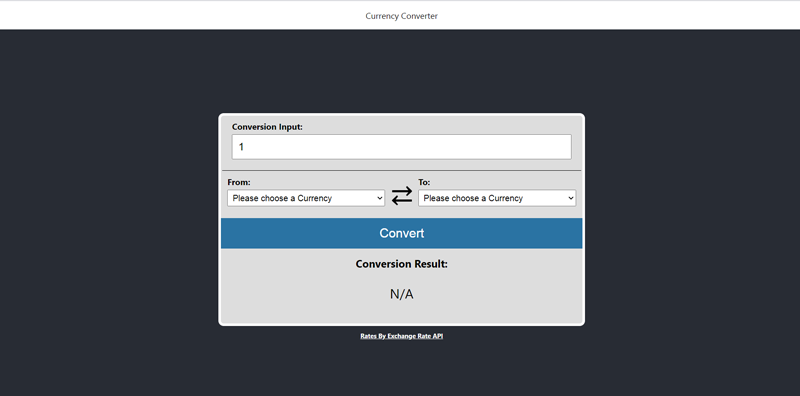 Currency Converter
Conversion Input:
1
From: To:
Please choose a Currency Please choose a Currency
Convert
Conversion Result:
N/A
Rates By Exchange Rate API